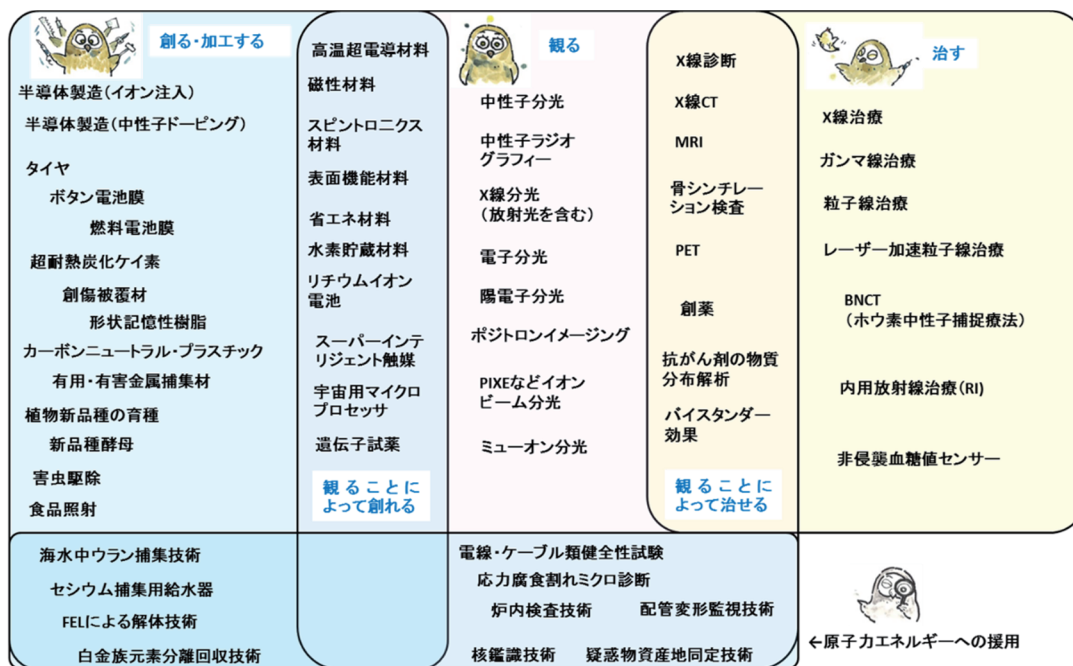 創る・加工する
半導体製造(イオン注入)
半導体製造(中性子ドーピング)
タイヤ
ボタン電池膜
燃料電池膜
超耐熱炭化ケイ素
創傷被覆材
形状記憶性樹脂
カーボンニュートラル・プラスチック
有用・有害金属捕集材
植物新品種の育種
新品種酵母
害虫駆除
食品照射
高温超電導材料
磁性材料
スピントロニクス
材料
表面機能材料
省エネ材料
水素貯蔵材料
リチウムイオン
電池
スーパーインテ
リジェント触媒
宇宙用マイクロ
プロセッサ
遺伝子試薬
観ることに
よって創れる
観る
中性子分光
中性子ラジオ
グラフィー
X線分光
(放射光を含む)
電子分光
陽電子分光
ポジトロンイメージング
PIXEなどイオン
ビーム分光
ミューオン分光
X線診断
X線CT
MRI
骨シンチレー
ション検査
PET
創薬
抗がん剤の物質
分布解析
バイスタンダー
効果
観ることに
よって治せる
治す
X線治療
ガンマ線治療
粒子線治療
レーザー加速粒子線治療
BNCT
(ホウ素中性子捕捉療法)
内用放射線治療(RI)
非侵襲血糖値センサー
海水中ウラン捕集技術
セシウム捕集用給水器
FELによる解体技術
白金族元素分離回収技術
電線・ケーブル類健全性試験
応力腐食割れミクロ診断
炉内検査技術 配管変形監視技術
核鑑識技術 疑惑物資産地同定技術
←原子力エネルギーへの援用